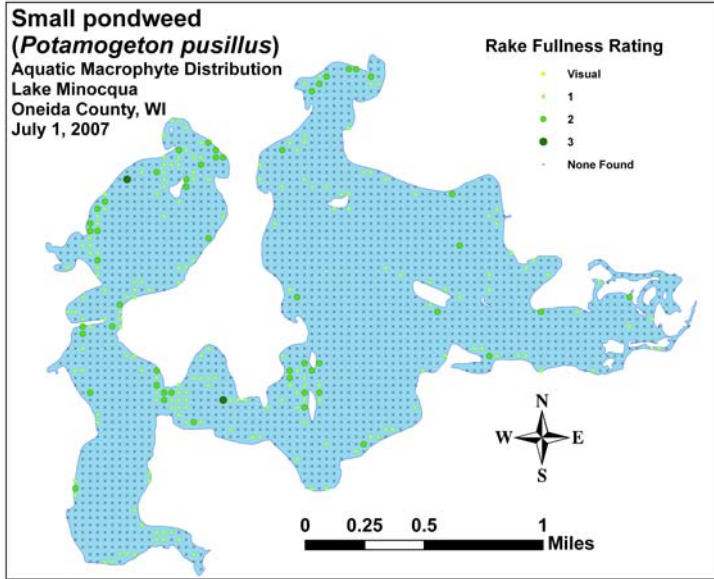 Small pondweed
(Potamogeton pusillus)
Aquatic Macrophyte Distribution
Lake Minocqua
Oneida County, WI
July 1, 2007
Rake Fullness Rating
Visual
1
2
3
None Found
N
W E
S
0 0.25 0.5 1
Miles